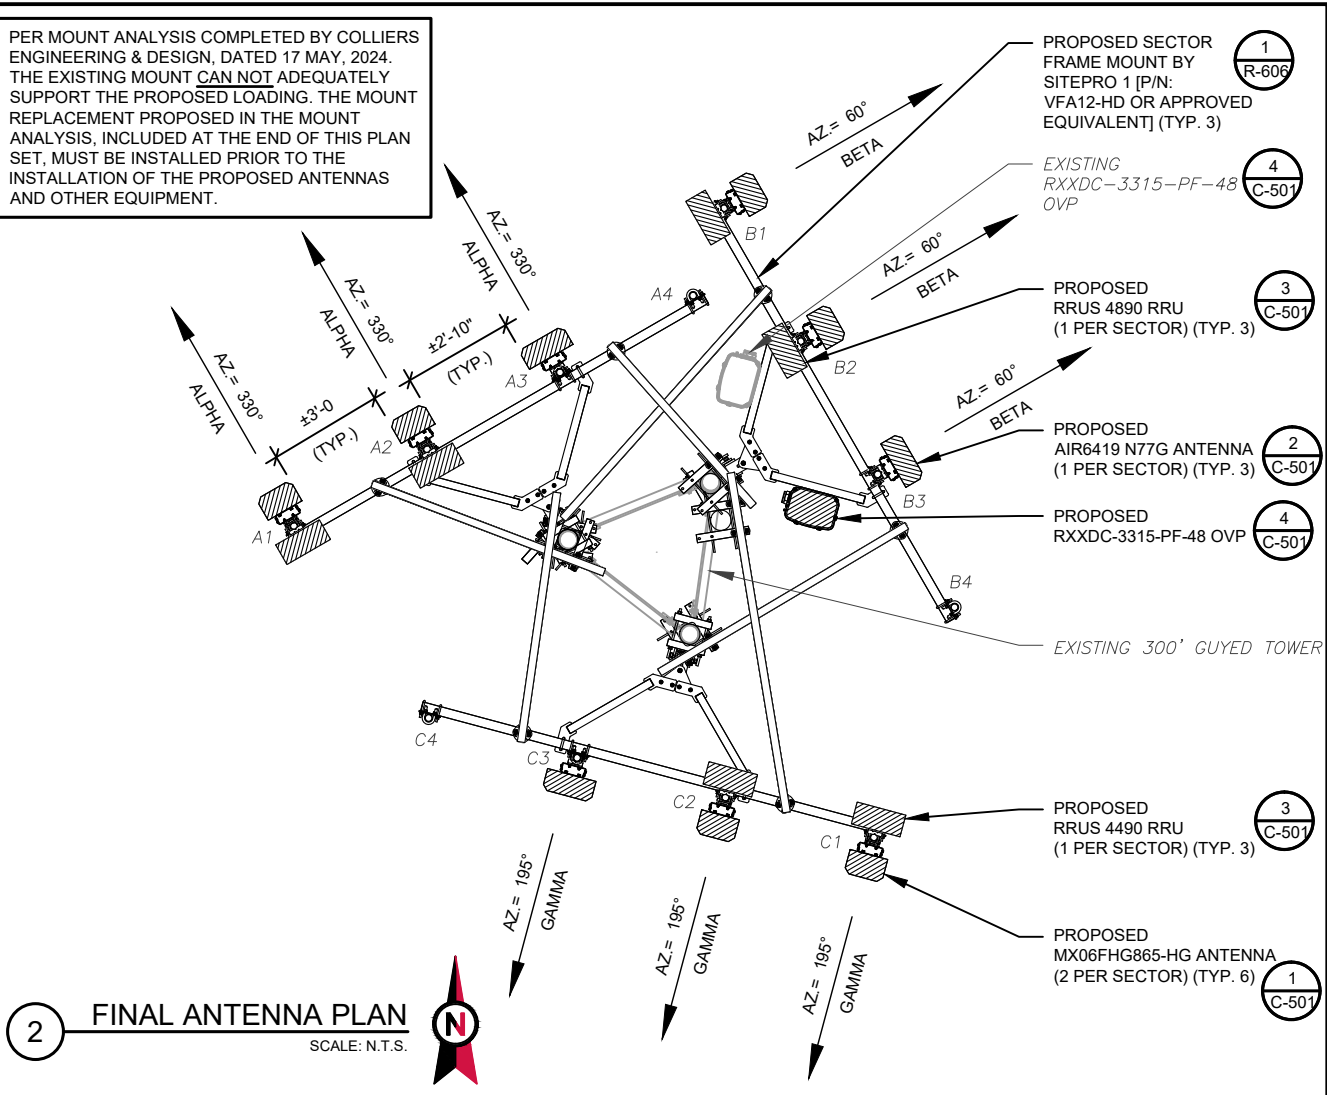 PER MOUNT ANALYSIS COMPLETED BY COLLIERS
ENGINEERING & DESIGN, DATED 17 MAY, 2024.
THE EXISTING MOUNT CAN NOT ADEQUATELY
SUPPORT THE PROPOSED LOADING. THE MOUNT
REPLACEMENT PROPOSED IN THE MOUNT
ANALYSIS, INCLUDED AT THE END OF THIS PLAN
SET, MUST BE INSTALLED PRIOR TO THE
INSTALLATION OF THE PROPOSED ANTENNAS
AND OTHER EQUIPMENT.
PROPOSED SECTOR
FRAME MOUNT BY
SITEPRO 1 [P/N:
VFA12-HD OR APPROVED
EQUIVALENT] (TYP. 3)
1
R-606
EXISTING
RXXDC-3315-PF-48
OVP
4
C-501
PROPOSED
RRUS 4890 RRU
(1 PER SECTOR) (TYP. 3)
3
C-501
PROPOSED
AIR6419 N77G ANTENNA
(1 PER SECTOR) (TYP. 3)
2
C-501
PROPOSED
RXXDC-3315-PF-48 OVP
4
C-501
EXISTING 300' GUYED TOWER
PROPOSED
RRUS 4490 RRU
(1 PER SECTOR) (TYP. 3)
3
C-501
PROPOSED
MX06FHG865-HG ANTENNA
(2 PER SECTOR) (TYP. 6)
1
C-501
AZ.= 60°
BETA
AZ.= 60°
BETA
AZ.= 60°
BETA
B1
B2
B3
B4
AZ.= 330°
ALPHA
AZ.= 330°
ALPHA
AZ.= 330°
ALPHA
±3'-0
(TYP.)
±2'-10"
(TYP.)
A1
A2
A3
A4
C4
C3
C2
C1
AZ.= 195°
GAMMA
AZ.= 195°
GAMMA
AZ.= 195°
GAMMA
2
FINAL ANTENNA PLAN
SCALE: N.T.S.
N